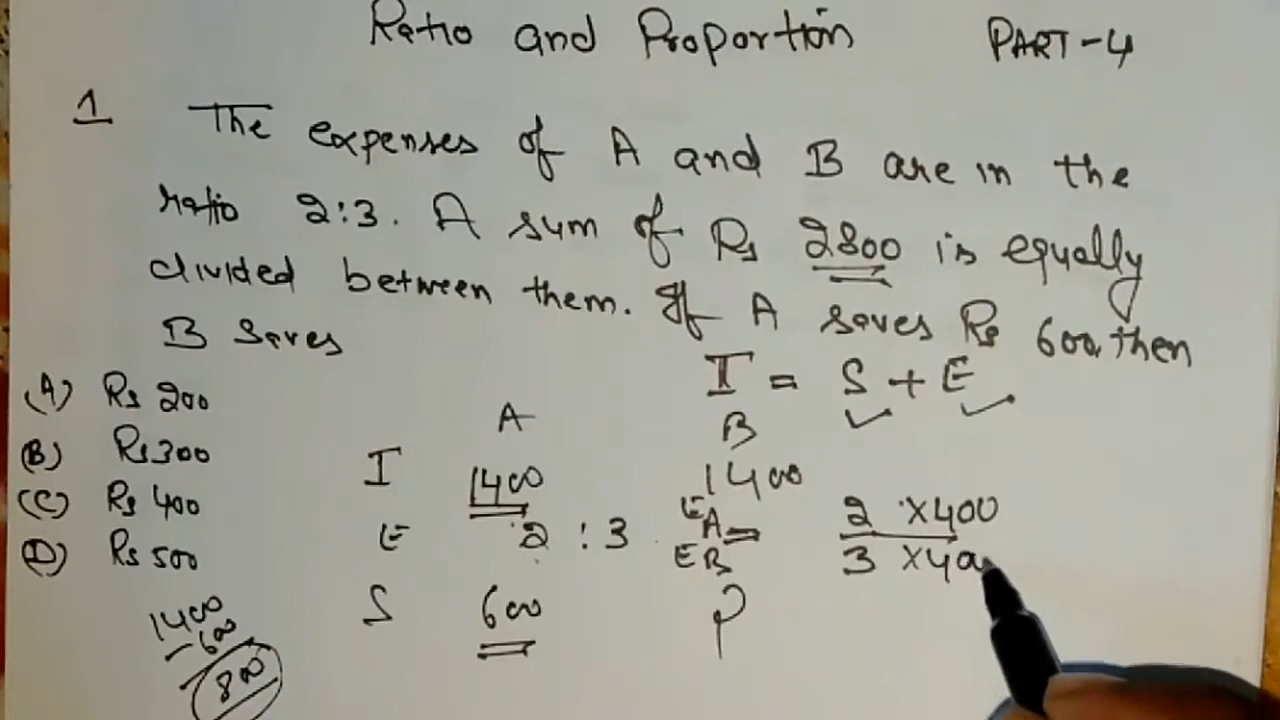 Ratio and Proportion PART-4
1 The expenses of A and B are in the
ratio 2:3. A sum of Rs 2800 is equally
divided between them. If A saves Rs 600 then
B saves
I = S + E
(A) Rs 200
(B) Rs 300
(C) Rs 400
(D) Rs 500
A B
I 1400 1400
E 2 : 3
S 600 ?
EA = 2 X400
EB 3 X40
1400
- 600
800